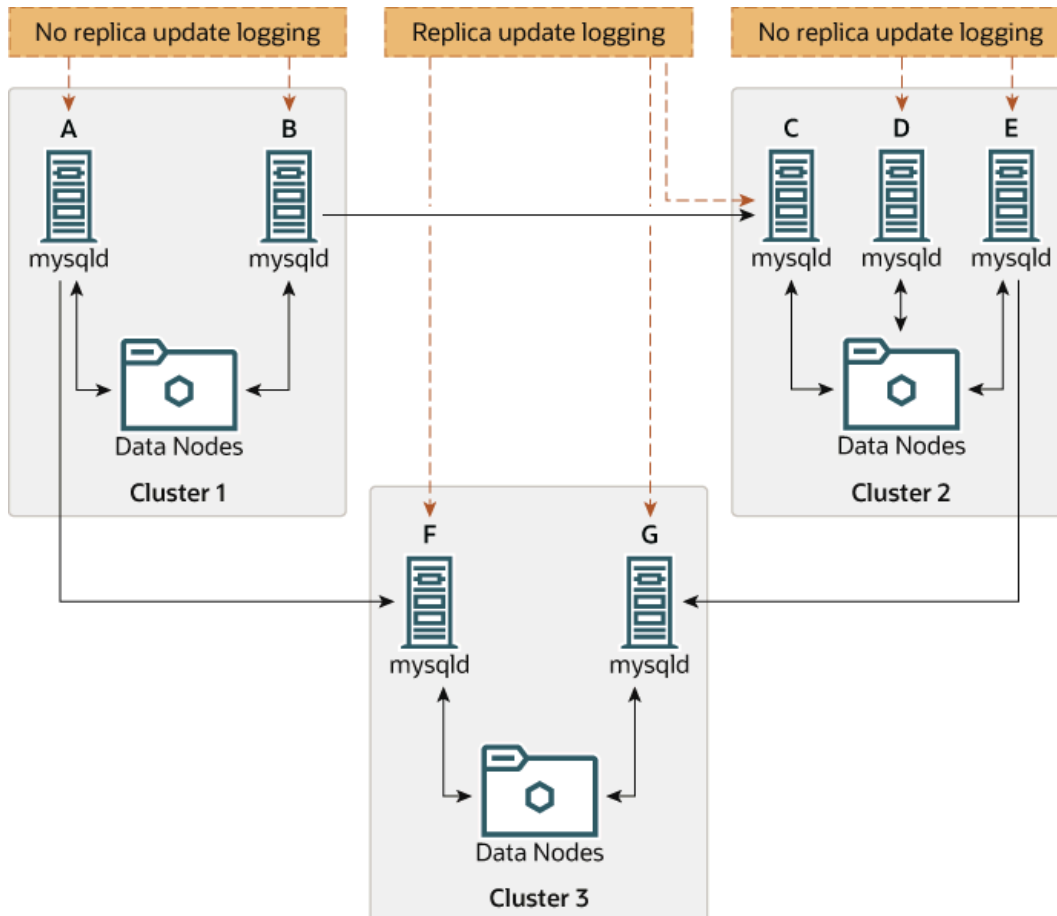 No replica update logging
Replica update logging
No replica update logging
A
B
C
D
E
mysqld
mysqld
mysqld
mysqld
mysqld
Data Nodes
Data Nodes
Cluster 1
Cluster 2
F
G
mysqld
mysqld
Data Nodes
Cluster 3